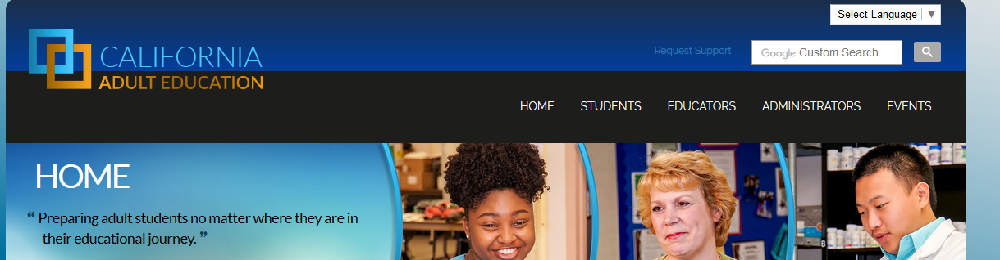 Select Language ▼
Request Support
Google Custom Search
CALIFORNIA
ADULT EDUCATION
HOME
STUDENTS
EDUCATORS
ADMINISTRATORS
EVENTS
HOME
“ Preparing adult students no matter where they are in
their educational journey. ”